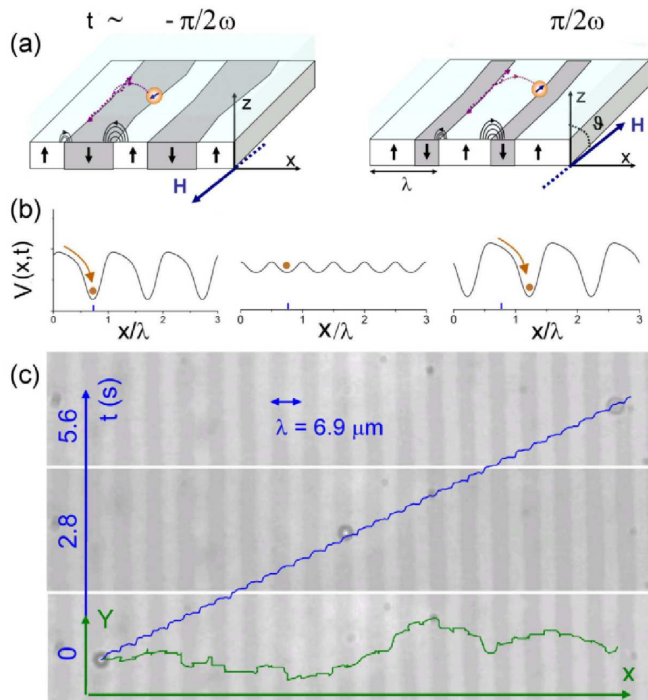 (a) t ~ - π/2ω π/2ω
z z ϑ H
x x
H λ
(b)
V(x,t)
0 1 2 3 0 1 2 3 0 1 2 3
x/λ x/λ x/λ
(c)
t (s)
5.6
λ = 6.9 μm
2.8
Y
0
x